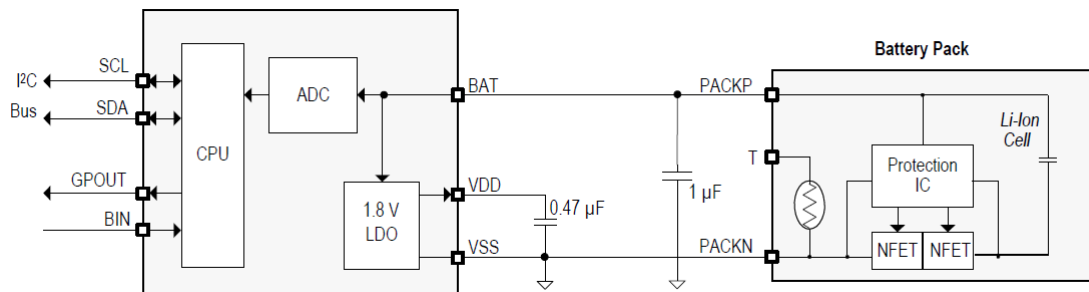 Battery Pack
I²C
SCL
Bus
SDA
GPOUT
BIN
CPU
ADC
1.8 V
LDO
BAT
VDD
VSS
0.47 µF
1 µF
PACKP
T
PACKN
Protection
IC
NFET
NFET
Li-Ion
Cell